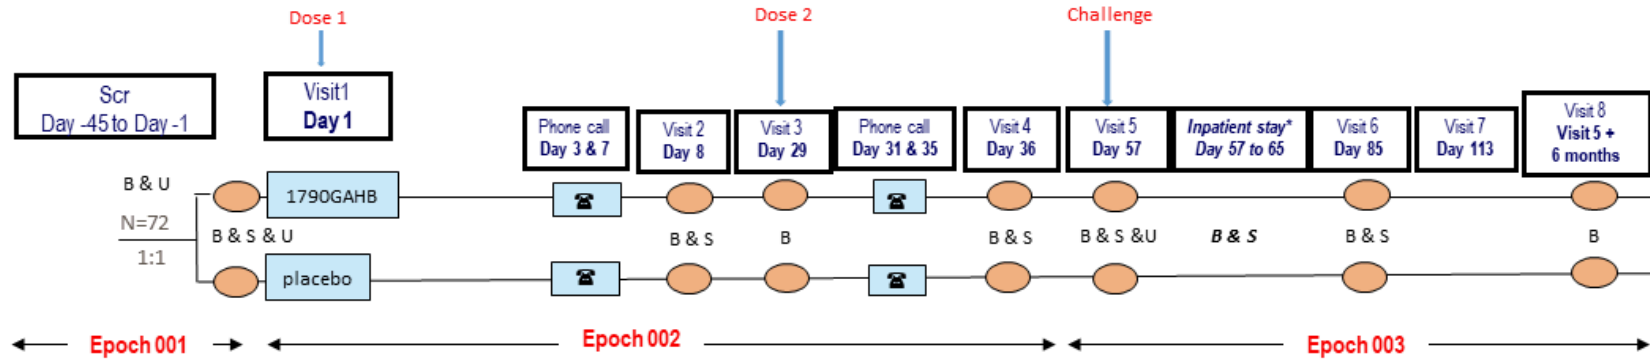 Dose 1
Dose 2
Challenge
Scr
Day -45 to Day -1
Visit1
Day 1
Phone call
Day 3 & 7
Visit 2
Day 8
Visit 3
Day 29
Phone call
Day 31 & 35
Visit 4
Day 36
Visit 5
Day 57
Inpatient stay*
Day 57 to 65
Visit 6
Day 85
Visit 7
Day 113
Visit 8
Visit 5 +
6 months
B & U
1790GAHB
N=72
1:1
B & S & U
B & S
B
B & S
B & S &U
B & S
B & S
B
placebo
Epoch 001
Epoch 002
Epoch 003